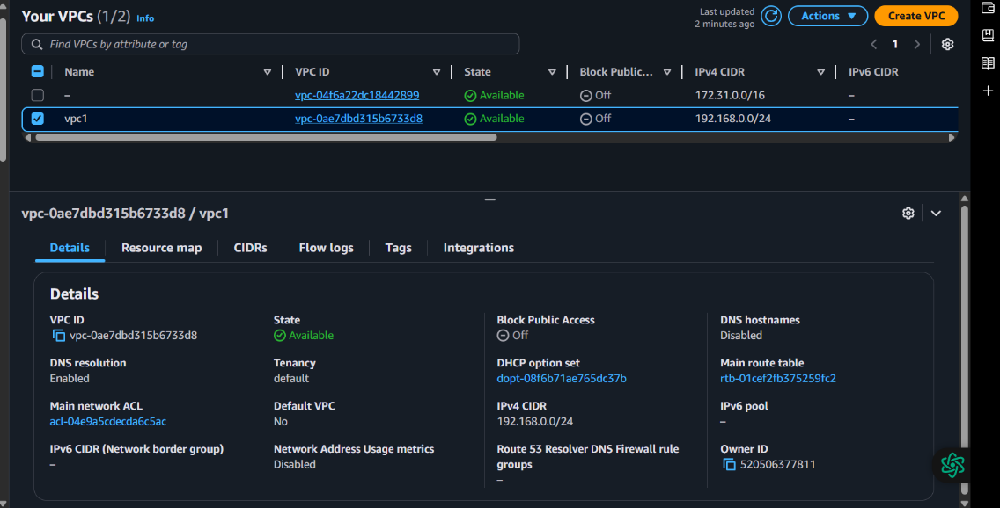 Your VPCs (1/2) Info
Last updated
2 minutes ago
Actions
Create VPC
Find VPCs by attribute or tag
1
Name VPC ID State Block Public... IPv4 CIDR IPv6 CIDR
– vpc-04f6a22dc18442899 Available Off 172.31.0.0/16 –
vpc1 vpc-0ae7dbd315b6733d8 Available Off 192.168.0.0/24 –
vpc-0ae7dbd315b6733d8 / vpc1
Details Resource map CIDRs Flow logs Tags Integrations
Details
VPC ID
vpc-0ae7dbd315b6733d8
State
Available
Block Public Access
Off
DNS hostnames
Disabled
DNS resolution
Enabled
Tenancy
default
DHCP option set
dopt-08f6b71ae765dc37b
Main route table
rtb-01cef2fb375259fc2
Main network ACL
acl-04e9a5cdecda6c5ac
Default VPC
No
IPv4 CIDR
192.168.0.0/24
IPv6 pool
–
IPv6 CIDR (Network border group)
–
Network Address Usage metrics
Disabled
Route 53 Resolver DNS Firewall rule
groups
–
Owner ID
520506377811